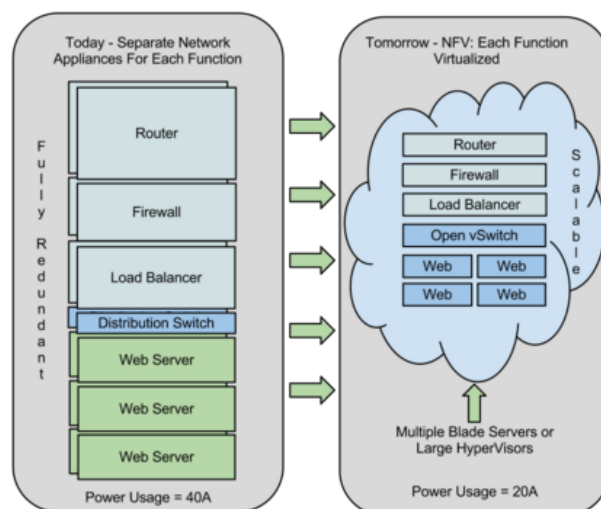 Today - Separate Network
Appliances For Each Function
Fully Redundant
Router
Firewall
Load Balancer
Distribution Switch
Web Server
Web Server
Web Server
Power Usage = 40A
Tomorrow - NFV: Each Function
Virtualized
Router
Firewall
Load Balancer
Open vSwitch
Web Web
Web Web
Scalable
Multiple Blade Servers or
Large HyperVisors
Power Usage = 20A